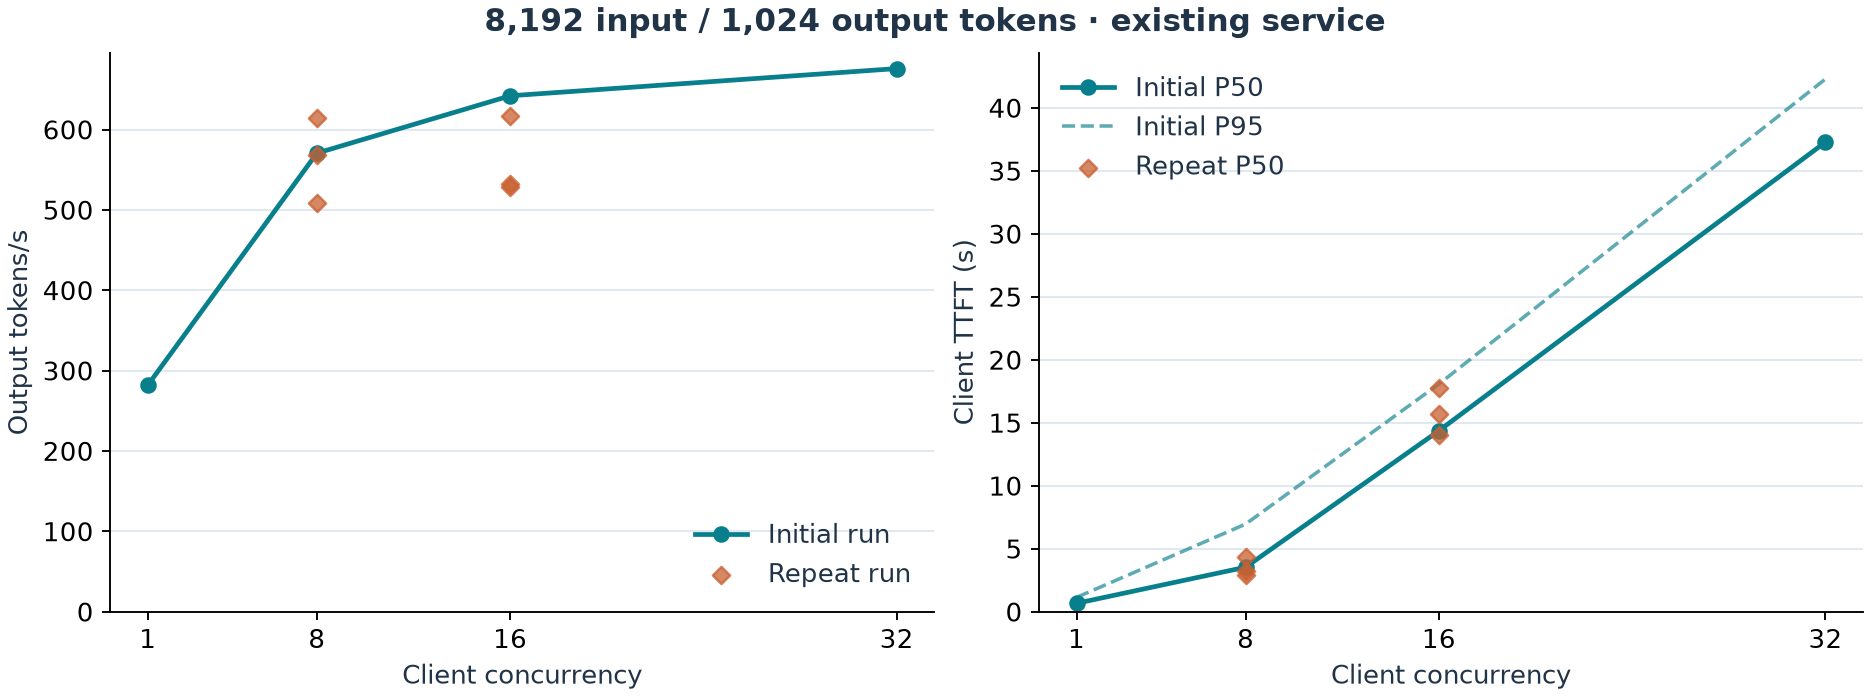 8,192 input / 1,024 output tokens · existing service
Output tokens/s
600
500
400
300
200
100
0
1
8
16
32
Client concurrency
Initial run
Repeat run
Client TTFT (s)
40
35
30
25
20
15
10
5
0
1
8
16
32
Client concurrency
Initial P50
Initial P95
Repeat P50